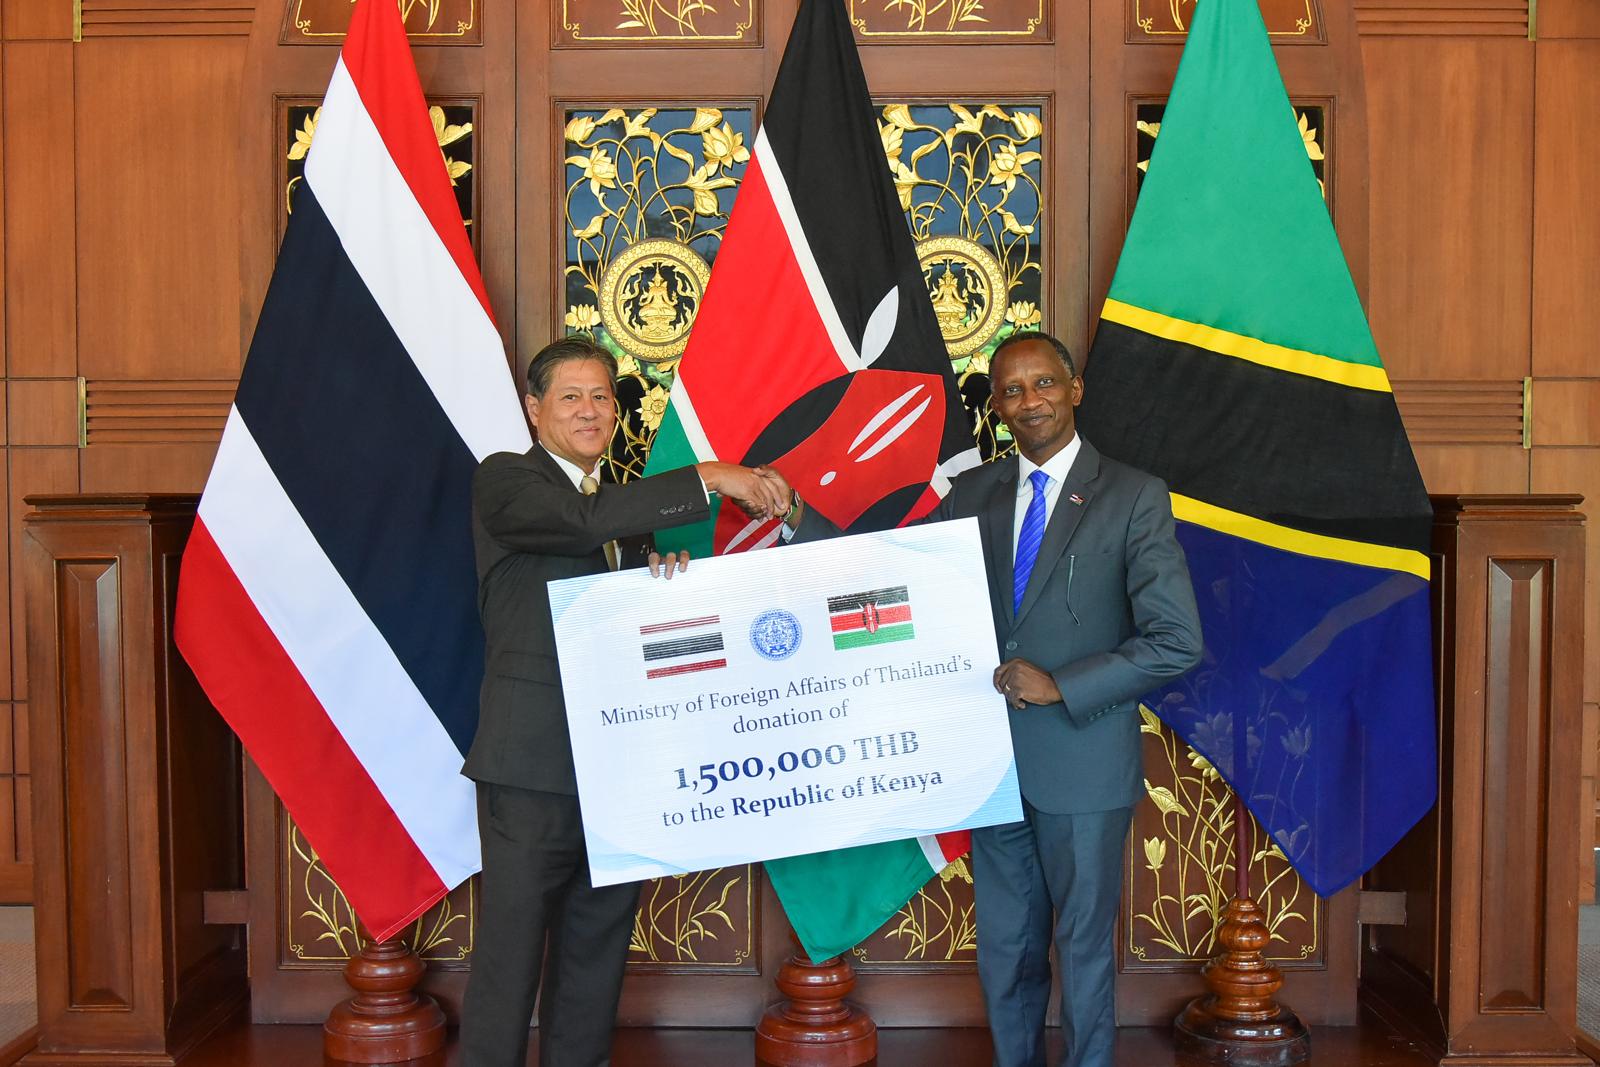 Ministry of Foreign Affairs of Thailand's
donation of
1,500,000 THB
to the Republic of Kenya